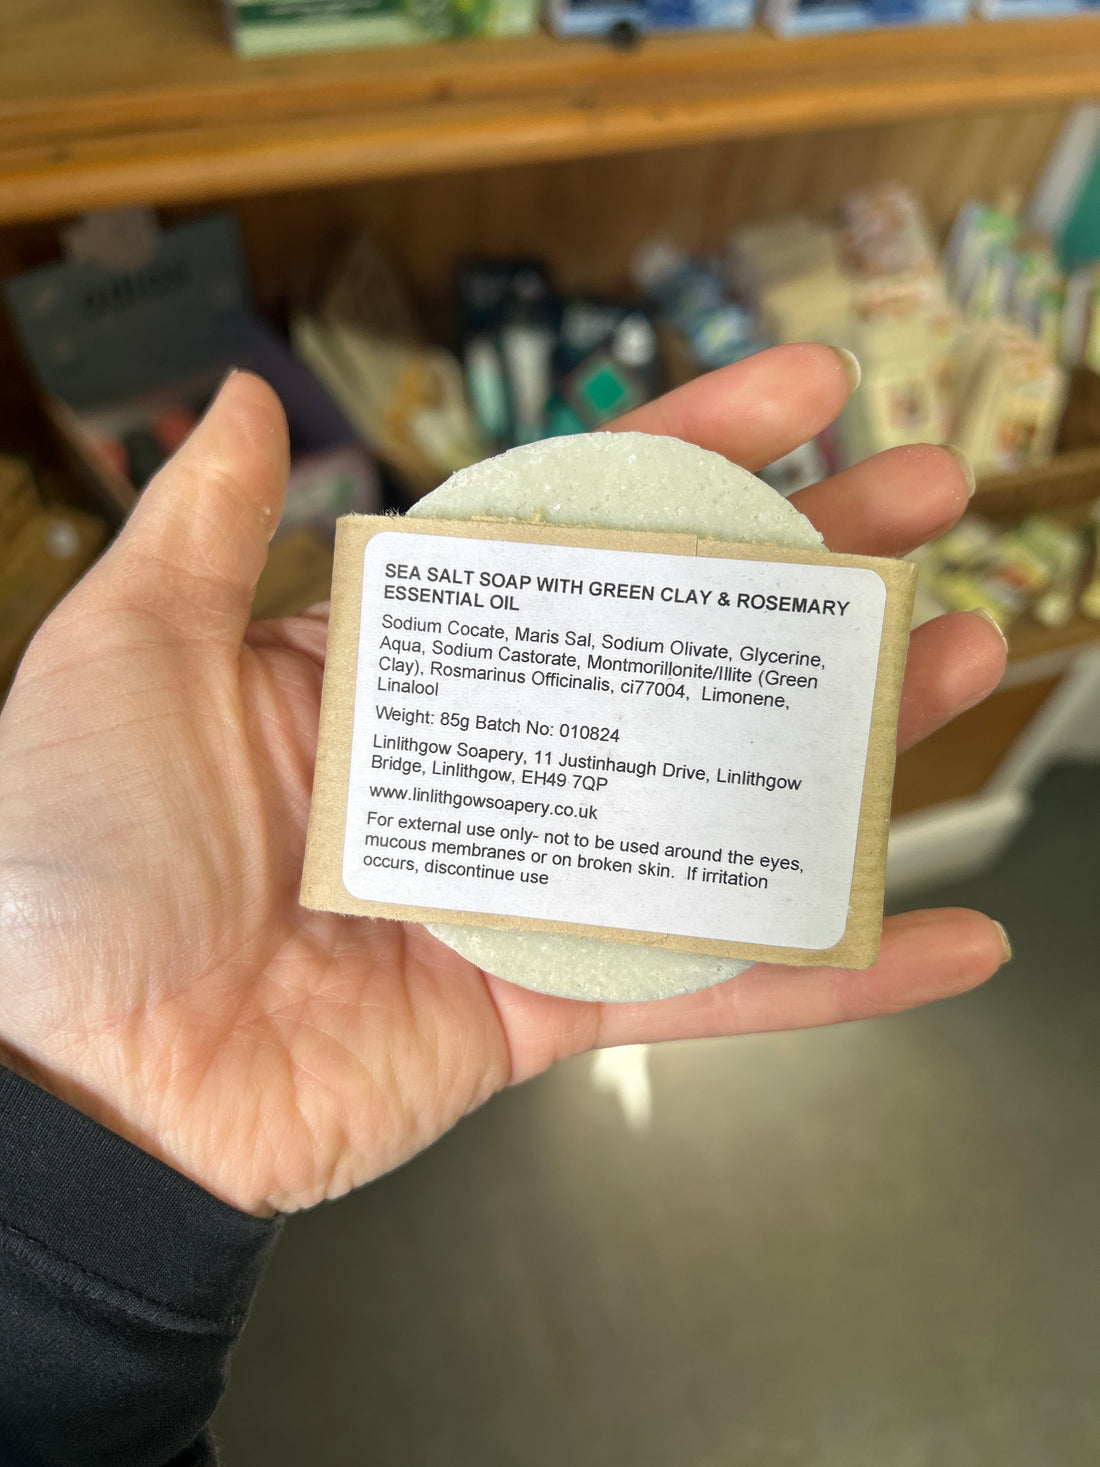 SEA SALT SOAP WITH GREEN CLAY & ROSEMARY
ESSENTIAL OIL
Sodium Cocate, Maris Sal, Sodium Olivate, Glycerine,
Aqua, Sodium Castorate, Montmorillonite/Illite (Green
Clay), Rosmarinus Officinalis, ci77004,  Limonene,
Linalool
Weight: 85g Batch No: 010824
Linlithgow Soapery, 11 Justinhaugh Drive, Linlithgow
Bridge, Linlithgow, EH49 7QP
www.linlithgowsoapery.co.uk
For external use only- not to be used around the eyes,
mucous membranes or on broken skin.  If irritation
occurs, discontinue use